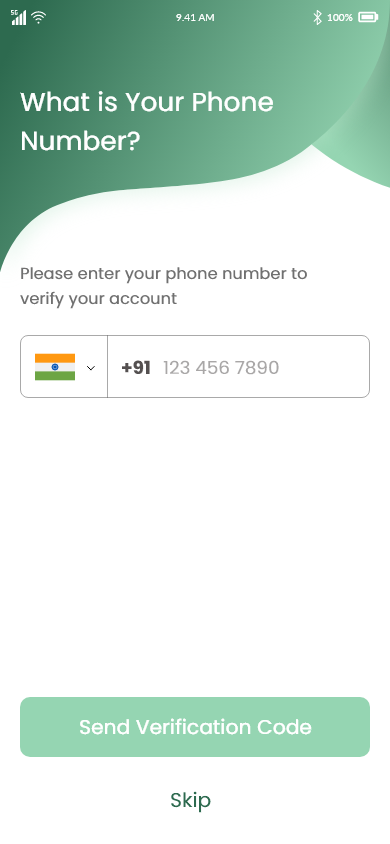 5G
9.41 AM
100%
What is Your Phone
Number?
Please enter your phone number to
verify your account
+91 123 456 7890
Send Verification Code
Skip